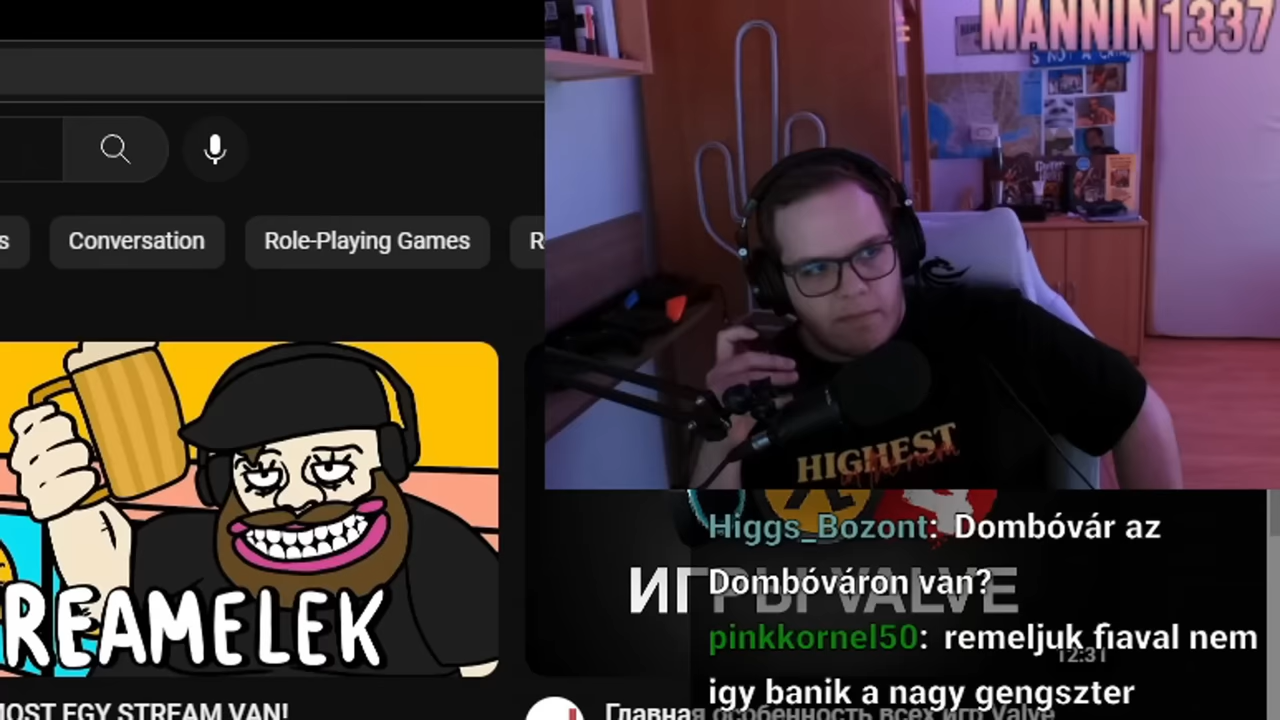 MANNIN1337
s
Conversation
Role-Playing Games
R
HIGHEST
REAMELEK
Higgs_Bozont: Dombóvár az
Dombóváron van?
ИГРЫ VALVE
pinkkornel50: remeljuk fiaval nem
12:31
igy banik a nagy gengszter
MOST EGY STREAM VAN!
Главная особенность всех игр Valve